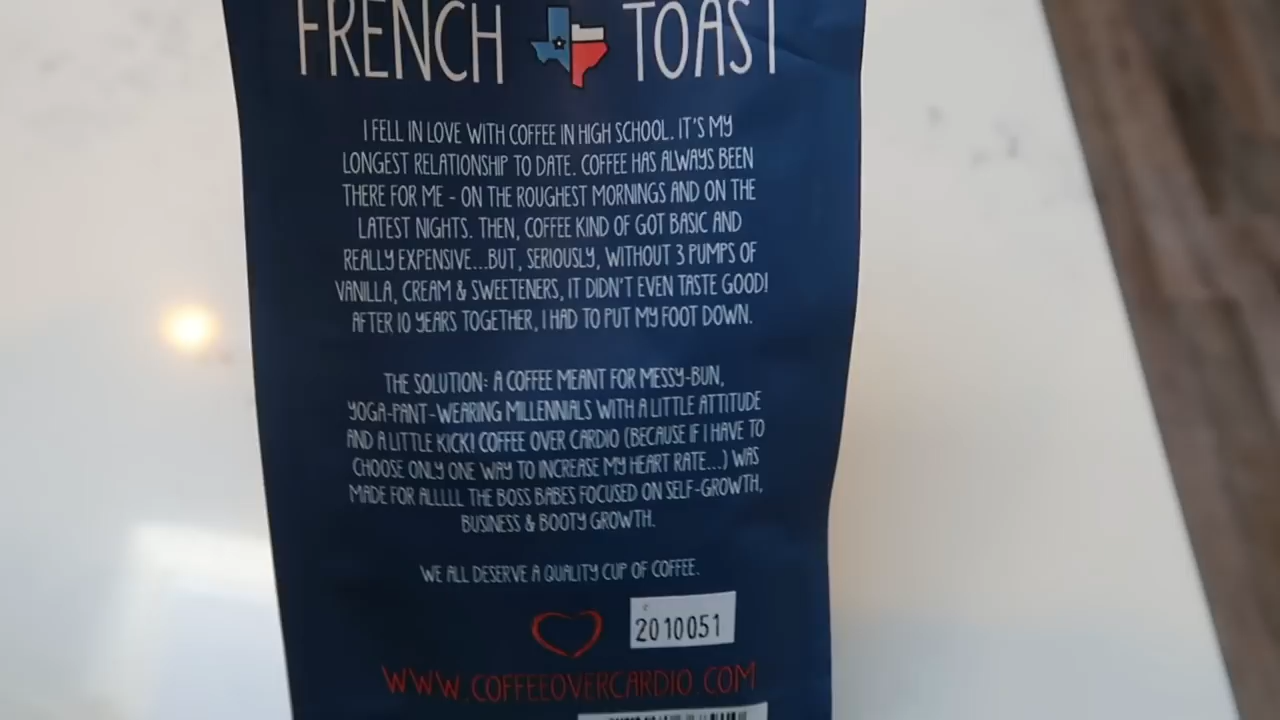 FRENCH TOAST
I FELL IN LOVE WITH COFFEE IN HIGH SCHOOL. IT'S MY
LONGEST RELATIONSHIP TO DATE. COFFEE HAS ALWAYS BEEN
THERE FOR ME - ON THE ROUGHEST MORNINGS AND ON THE
LATEST NIGHTS. THEN, COFFEE KIND OF GOT BASIC AND
REALLY EXPENSIVE...BUT, SERIOUSLY, WITHOUT 3 PUMPS OF
VANILLA, CREAM & SWEETENERS, IT DIDN'T EVEN TASTE GOOD!
AFTER 10 YEARS TOGETHER, I HAD TO PUT MY FOOT DOWN.
THE SOLUTION: A COFFEE MEANT FOR MESSY-BUN,
YOGA-PANT-WEARING MILLENNIALS WITH A LITTLE ATTITUDE
AND A LITTLE KICK! COFFEE OVER CARDIO (BECAUSE IF I HAVE TO
CHOOSE ONLY ONE WAY TO INCREASE MY HEART RATE...) WAS
MADE FOR ALLLLL THE BOSS BABES FOCUSED ON SELF-GROWTH,
BUSINESS & BOOTY GROWTH.
WE ALL DESERVE A QUALITY CUP OF COFFEE.
2010051
WWW.COFFEEOVERCARDIO.COM